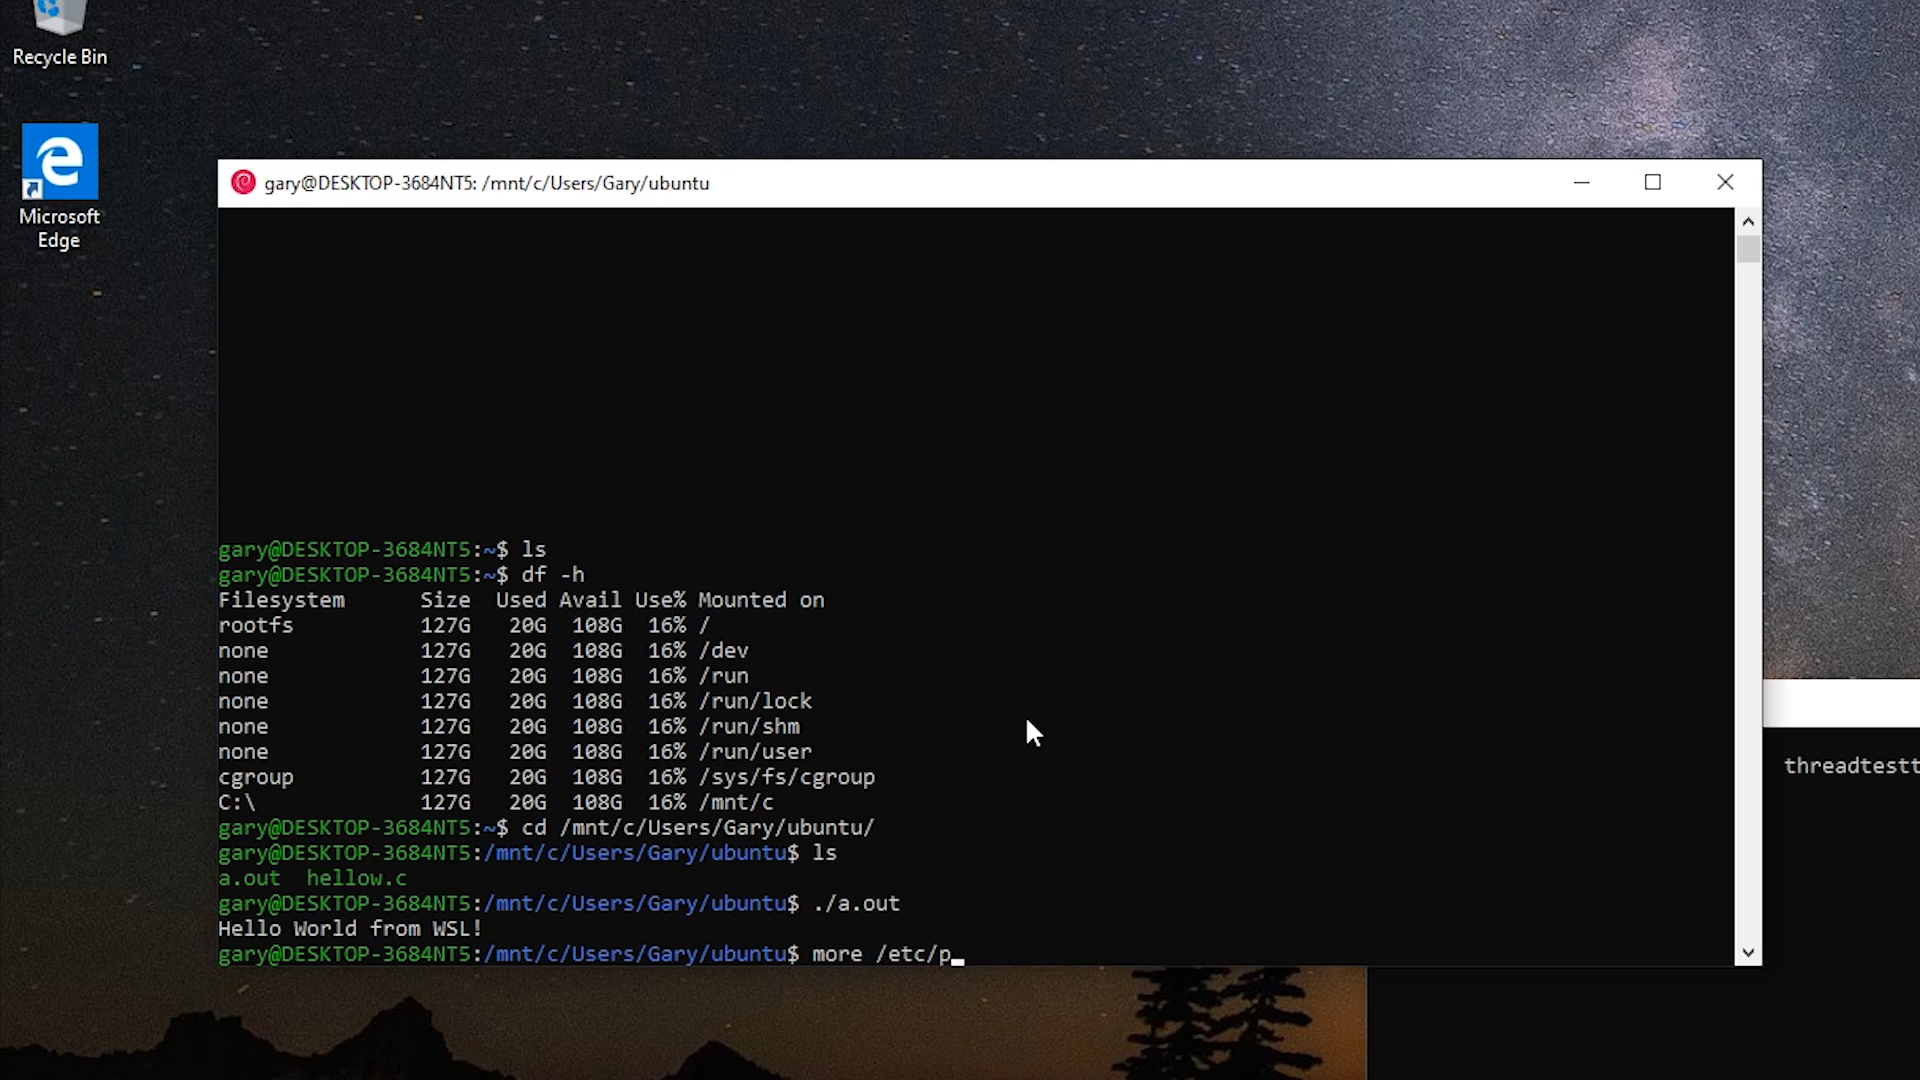 Recycle Bin
Microsoft
Edge
gary@DESKTOP-3684NT5: /mnt/c/Users/Gary/ubuntu
gary@DESKTOP-3684NT5:~$ ls
gary@DESKTOP-3684NT5:~$ df -h
Filesystem      Size  Used Avail Use% Mounted on
rootfs          127G   20G  108G  16% /
none            127G   20G  108G  16% /dev
none            127G   20G  108G  16% /run
none            127G   20G  108G  16% /run/lock
none            127G   20G  108G  16% /run/shm
none            127G   20G  108G  16% /run/user
cgroup          127G   20G  108G  16% /sys/fs/cgroup
C:\             127G   20G  108G  16% /mnt/c
gary@DESKTOP-3684NT5:~$ cd /mnt/c/Users/Gary/ubuntu/
gary@DESKTOP-3684NT5:/mnt/c/Users/Gary/ubuntu$ ls
a.out  hellow.c
gary@DESKTOP-3684NT5:/mnt/c/Users/Gary/ubuntu$ ./a.out
Hello World from WSL!
gary@DESKTOP-3684NT5:/mnt/c/Users/Gary/ubuntu$ more /etc/p
threadtestt